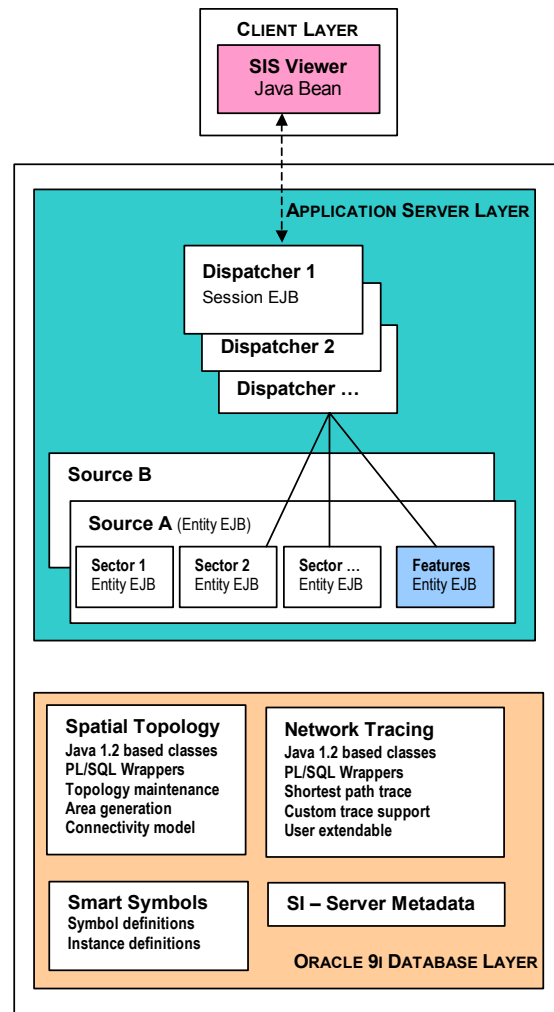 CLIENT LAYER
SIS Viewer
Java Bean
APPLICATION SERVER LAYER
Dispatcher 1
Session EJB
Dispatcher 2
Dispatcher …
Source B
Source A (Entity EJB)
Sector 1
Entity EJB
Sector 2
Entity EJB
Sector …
Entity EJB
Features
Entity EJB
Spatial Topology
Java 1.2 based classes
PL/SQL Wrappers
Topology maintenance
Area generation
Connectivity model
Network Tracing
Java 1.2 based classes
PL/SQL Wrappers
Shortest path trace
Custom trace support
User extendable
Smart Symbols
Symbol definitions
Instance definitions
SI – Server Metadata
ORACLE 9I DATABASE LAYER